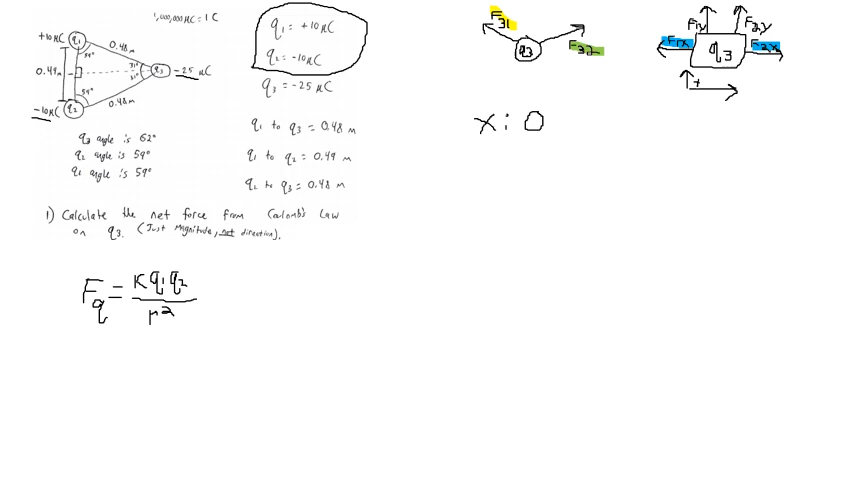 1,000,000 μC = 1 C
+10 μC
q1
0.48 m
59°
0.49 m
31°
31°
q3
-25 μC
59°
-10 μC
q2
0.48 m
q3 angle is 62°
q2 angle is 59°
q1 angle is 59°
q1 = +10 μC
q2 = -10 μC
q3 = -25 μC
q1 to q3 = 0.48 m
q1 to q2 = 0.49 m
q2 to q3 = 0.48 m
1) Calculate the net force from Coulomb's Law
on q3. (Just Magnitude, not direction).
Fq = K q1 q2 / r²
F31
q3
F32
F1y
F2y
F1x
q3
F2x
+
x: 0